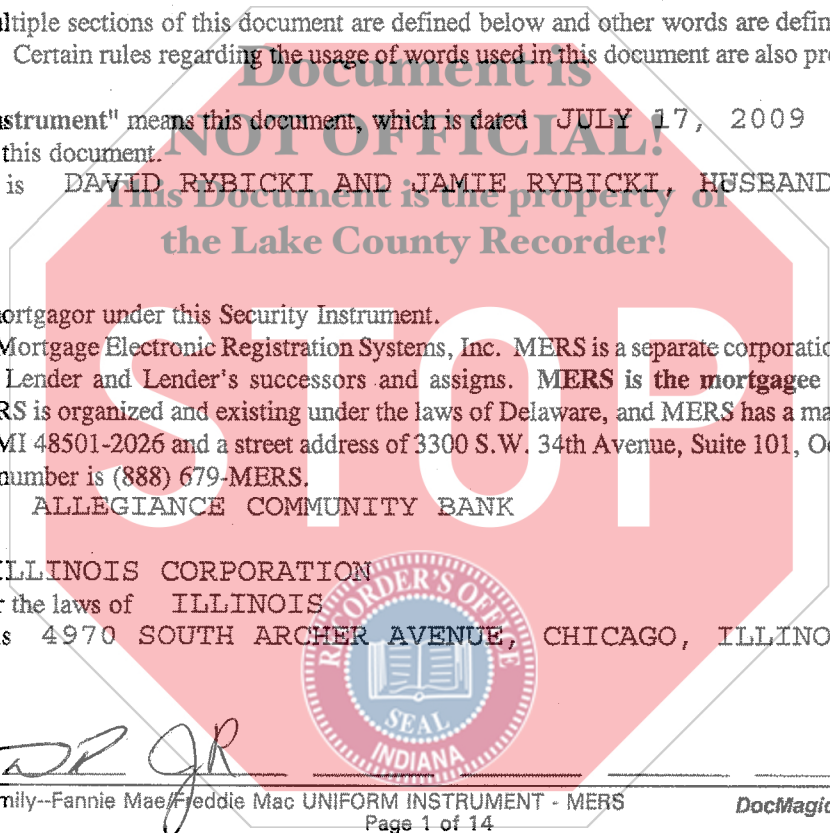 ultiple sections of this document are defined below and other words are defin
Certain rules regarding the usage of words used in this document are also pro
Document is
nstrument" means this document, which is dated JULY 17, 2009
NOT OFFICIAL!
this document.
is DAVID RYBICKI AND JAMIE RYBICKI, HUSBAND
This Document is the property of
the Lake County Recorder!
STOP
ortgagor under this Security Instrument.
Mortgage Electronic Registration Systems, Inc. MERS is a separate corporatio
Lender and Lender's successors and assigns. MERS is the mortgagee
RS is organized and existing under the laws of Delaware, and MERS has a ma
MI 48501-2026 and a street address of 3300 S.W. 34th Avenue, Suite 101, Oc
number is (888) 679-MERS.
ALLEGIANCE COMMUNITY BANK
ILLINOIS CORPORATION
r the laws of ILLINOIS
s 4970 SOUTH ARCHER AVENUE, CHICAGO, ILLINO
RECORDER'S OFFICE
SEAL
INDIANA
DR JR
mily--Fannie Mae/Freddie Mac UNIFORM INSTRUMENT - MERS
DocMagic
Page 1 of 14